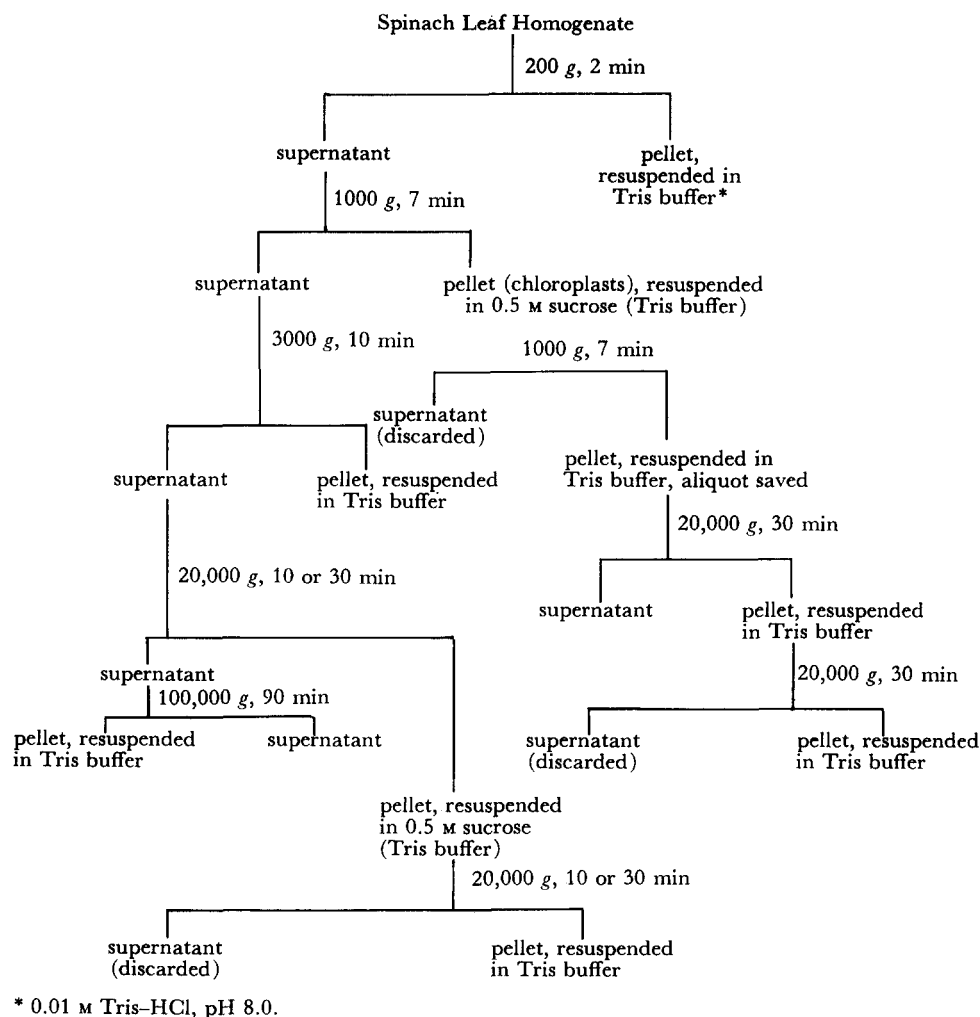 Spinach Leaf Homogenate
200 g, 2 min
supernatant
pellet,
resuspended in
Tris buffer*
1000 g, 7 min
supernatant
pellet (chloroplasts), resuspended
in 0.5 M sucrose (Tris buffer)
3000 g, 10 min
1000 g, 7 min
supernatant
(discarded)
pellet, resuspended in
Tris buffer, aliquot saved
supernatant
pellet, resuspended
in Tris buffer
20,000 g, 30 min
20,000 g, 10 or 30 min
supernatant
pellet, resuspended
in Tris buffer
supernatant
100,000 g, 90 min
20,000 g, 30 min
pellet, resuspended
in Tris buffer
supernatant
supernatant
(discarded)
pellet, resuspended
in Tris buffer
pellet, resuspended
in 0.5 M sucrose
(Tris buffer)
20,000 g, 10 or 30 min
supernatant
(discarded)
pellet, resuspended
in Tris buffer
* 0.01 M Tris–HCl, pH 8.0.